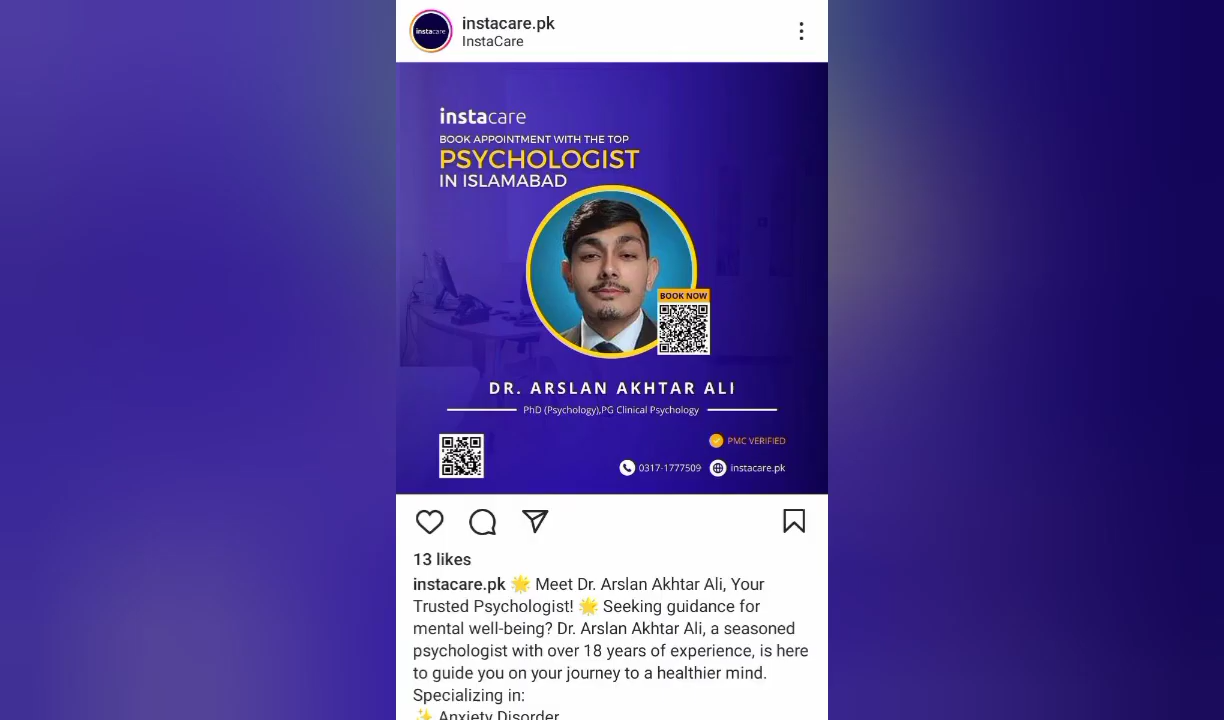 instacare
instacare.pk
InstaCare
instacare
BOOK APPOINTMENT WITH THE TOP
PSYCHOLOGIST
IN ISLAMABAD
BOOK NOW
DR. ARSLAN AKHTAR ALI
PhD (Psychology),PG Clinical Psychology
PMC VERIFIED
0317-1777509 instacare.pk
13 likes
instacare.pk 🌟 Meet Dr. Arslan Akhtar Ali, Your
Trusted Psychologist! 🌟 Seeking guidance for
mental well-being? Dr. Arslan Akhtar Ali, a seasoned
psychologist with over 18 years of experience, is here
to guide you on your journey to a healthier mind.
Specializing in:
✨ Anxiety Disorder